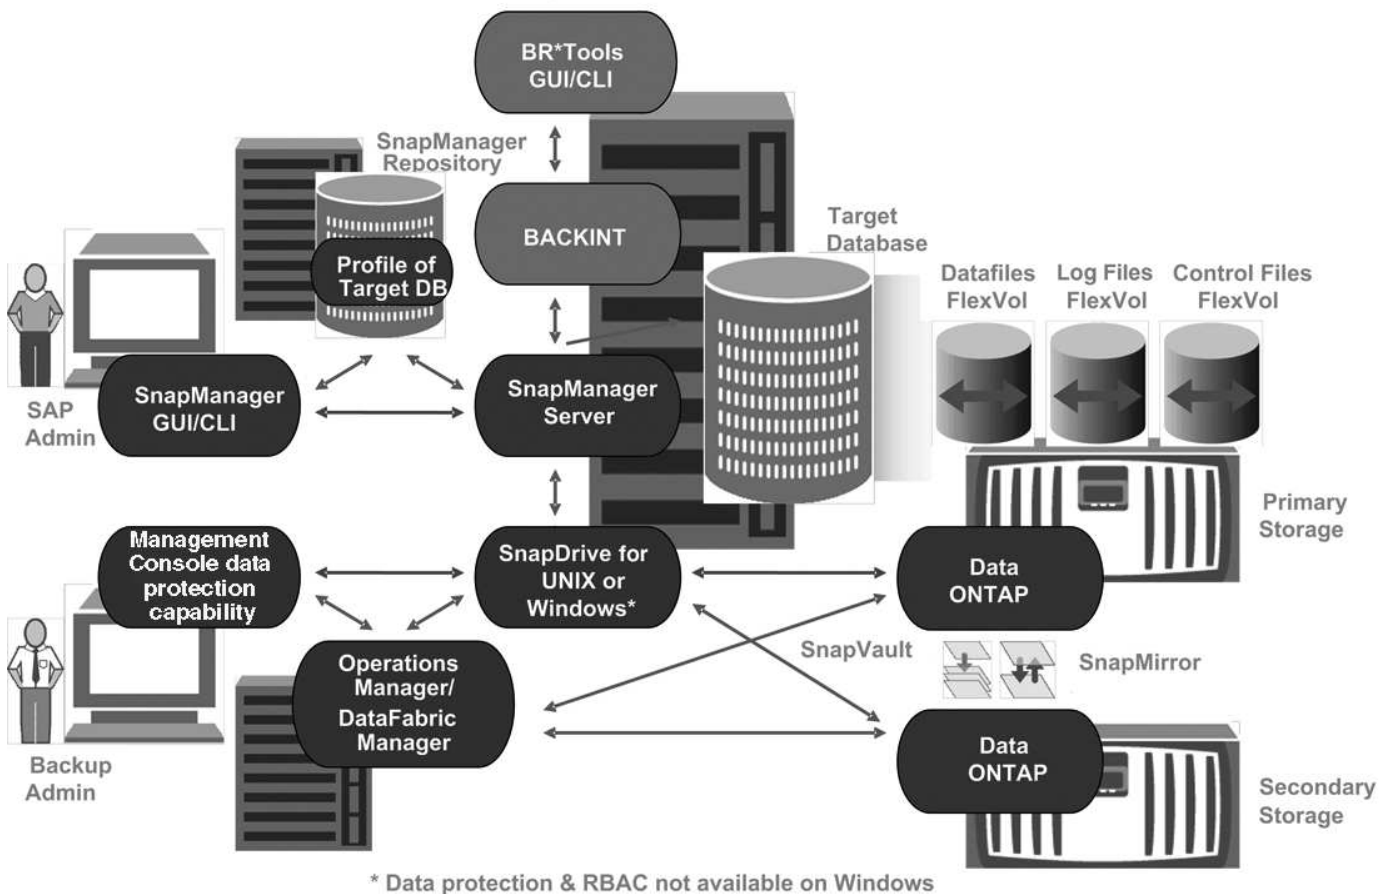 BR*Tools
GUI/CLI
SnapManager
Repository
BACKINT
Target
Database
Profile of
Target DB
Datafiles
FlexVol
Log Files
FlexVol
Control Files
FlexVol
SAP
Admin
SnapManager
GUI/CLI
SnapManager
Server
Primary
Storage
Management
Console data
protection
capability
SnapDrive for
UNIX or
Windows*
Data
ONTAP
SnapVault
SnapMirror
Operations
Manager/
DataFabric
Manager
Backup
Admin
Data
ONTAP
Secondary
Storage
* Data protection & RBAC not available on Windows